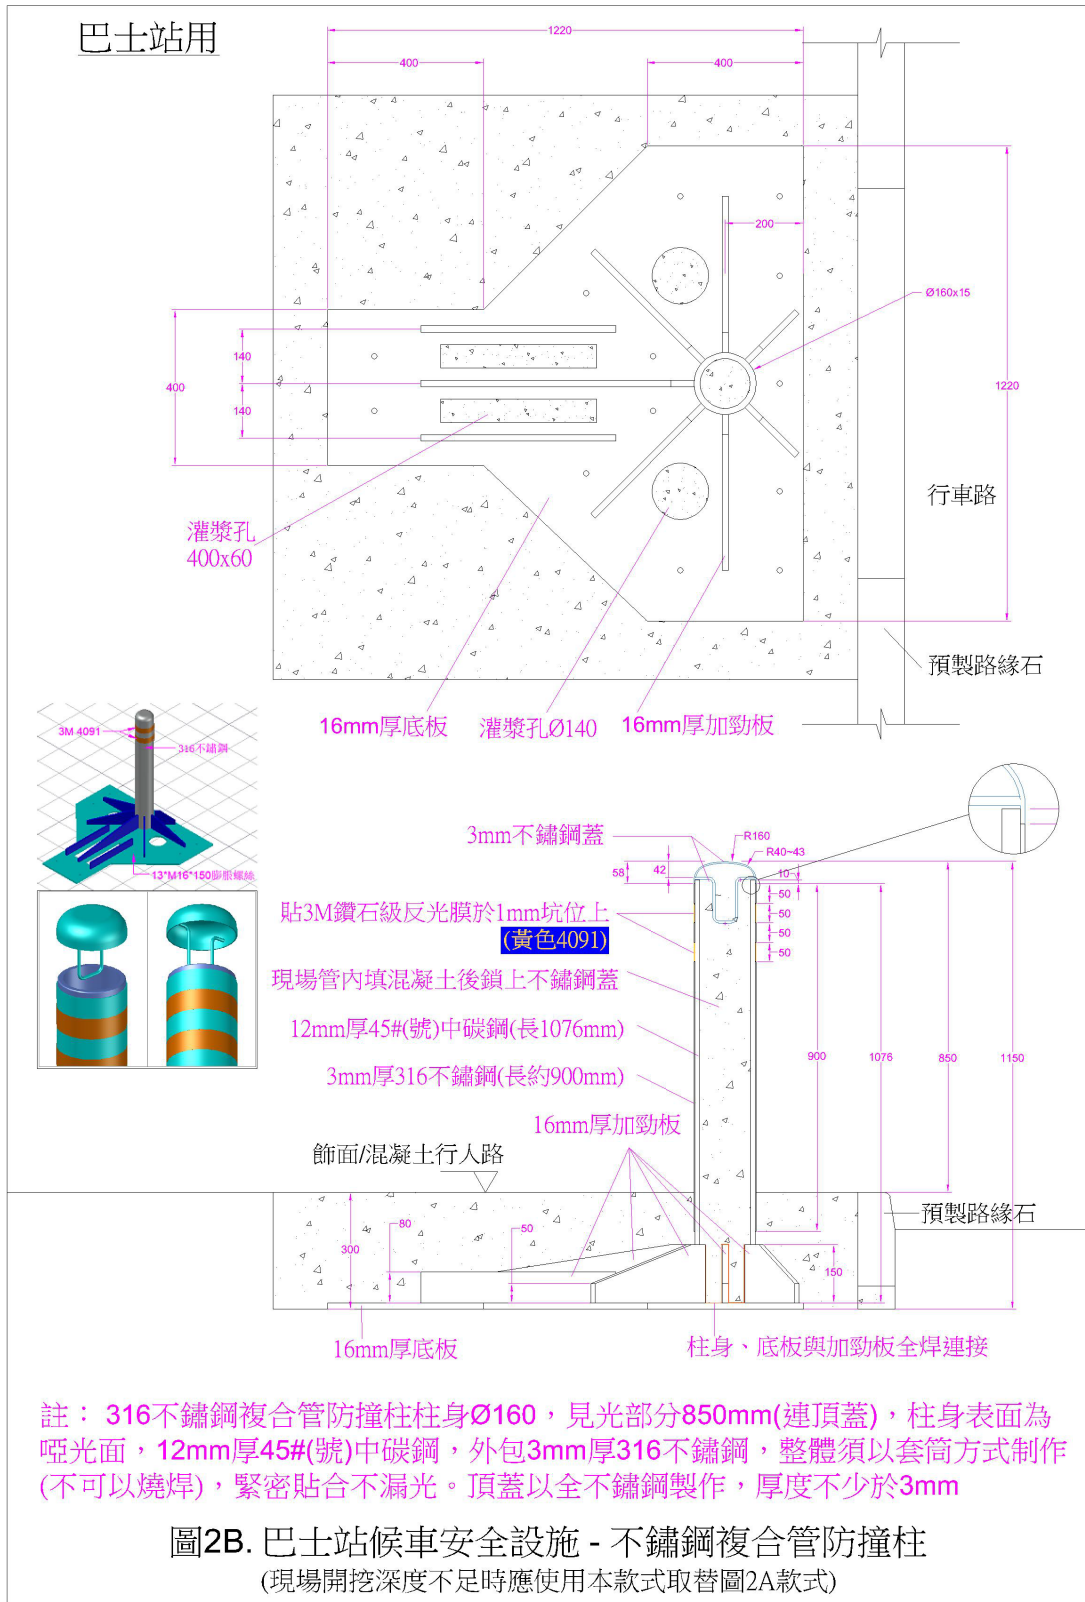 巴士站用
1220
400
400
200
Ø160x15
140
400
140
1220
行車路
灌漿孔
400x60
預製路緣石
16mm厚底板
灌漿孔Ø140
16mm厚加勁板
3M 4091
316不鏽鋼
13*M16*150膨脹螺絲
3mm不鏽鋼蓋
R160
R40~43
58
42
10
50
50
50
50
貼3M鑽石級反光膜於1mm坑位上
(黃色4091)
現場管內填混凝土後鎖上不鏽鋼蓋
12mm厚45#(號)中碳鋼(長1076mm)
3mm厚316不鏽鋼(長約900mm)
900
1076
850
1150
16mm厚加勁板
飾面/混凝土行人路
預製路緣石
300
80
50
150
16mm厚底板
柱身、底板與加勁板全焊連接
註： 316不鏽鋼複合管防撞柱柱身Ø160，見光部分850mm(連頂蓋)，柱身表面為
啞光面，12mm厚45#(號)中碳鋼，外包3mm厚316不鏽鋼，整體須以套筒方式制作
(不可以燒焊)，緊密貼合不漏光。頂蓋以全不鏽鋼製作，厚度不少於3mm
圖2B. 巴士站候車安全設施 - 不鏽鋼複合管防撞柱
(現場開挖深度不足時應使用本款式取替圖2A款式)